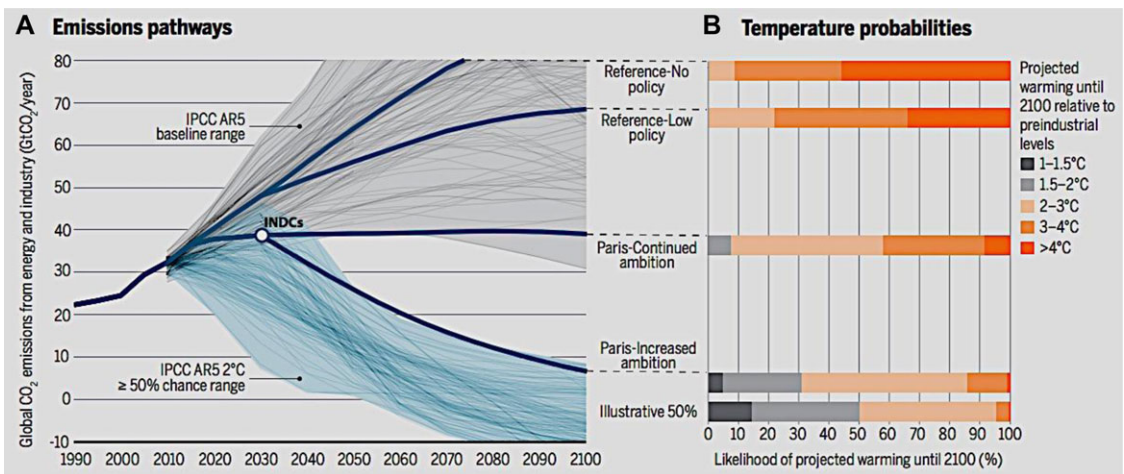 A Emissions pathways
Global CO₂ emissions from energy and industry (GtCO₂/year)
80
70
60
50
40
30
20
10
0
-10
IPCC AR5
baseline range
INDCs
IPCC AR5 2°C
≥ 50% chance range
1990 2000 2010 2020 2030 2040 2050 2060 2070 2080 2090 2100
B Temperature probabilities
Reference-No
policy
Reference-Low
policy
Paris-Continued
ambition
Paris-Increased
ambition
Illustrative 50%
0 10 20 30 40 50 60 70 80 90 100
Likelihood of projected warming until 2100 (%)
Projected
warming until
2100 relative to
preindustrial
levels
1–1.5°C
1.5–2°C
2–3°C
3–4°C
>4°C